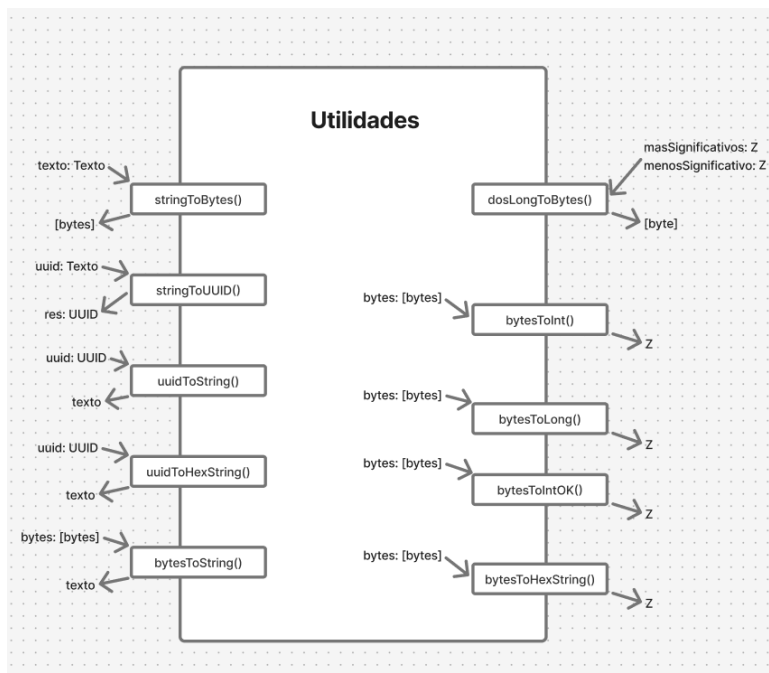 Utilidades
texto: Texto
stringToBytes()
[bytes]
uuid: Texto
stringToUUID()
res: UUID
uuid: UUID
uuidToString()
texto
uuid: UUID
uuidToHexString()
texto
bytes: [bytes]
bytesToString()
texto
masSignificativos: Z
menosSignificativo: Z
dosLongToBytes()
[byte]
bytes: [bytes]
bytesToInt()
Z
bytes: [bytes]
bytesToLong()
Z
bytes: [bytes]
bytesToIntOK()
Z
bytes: [bytes]
bytesToHexString()
Z